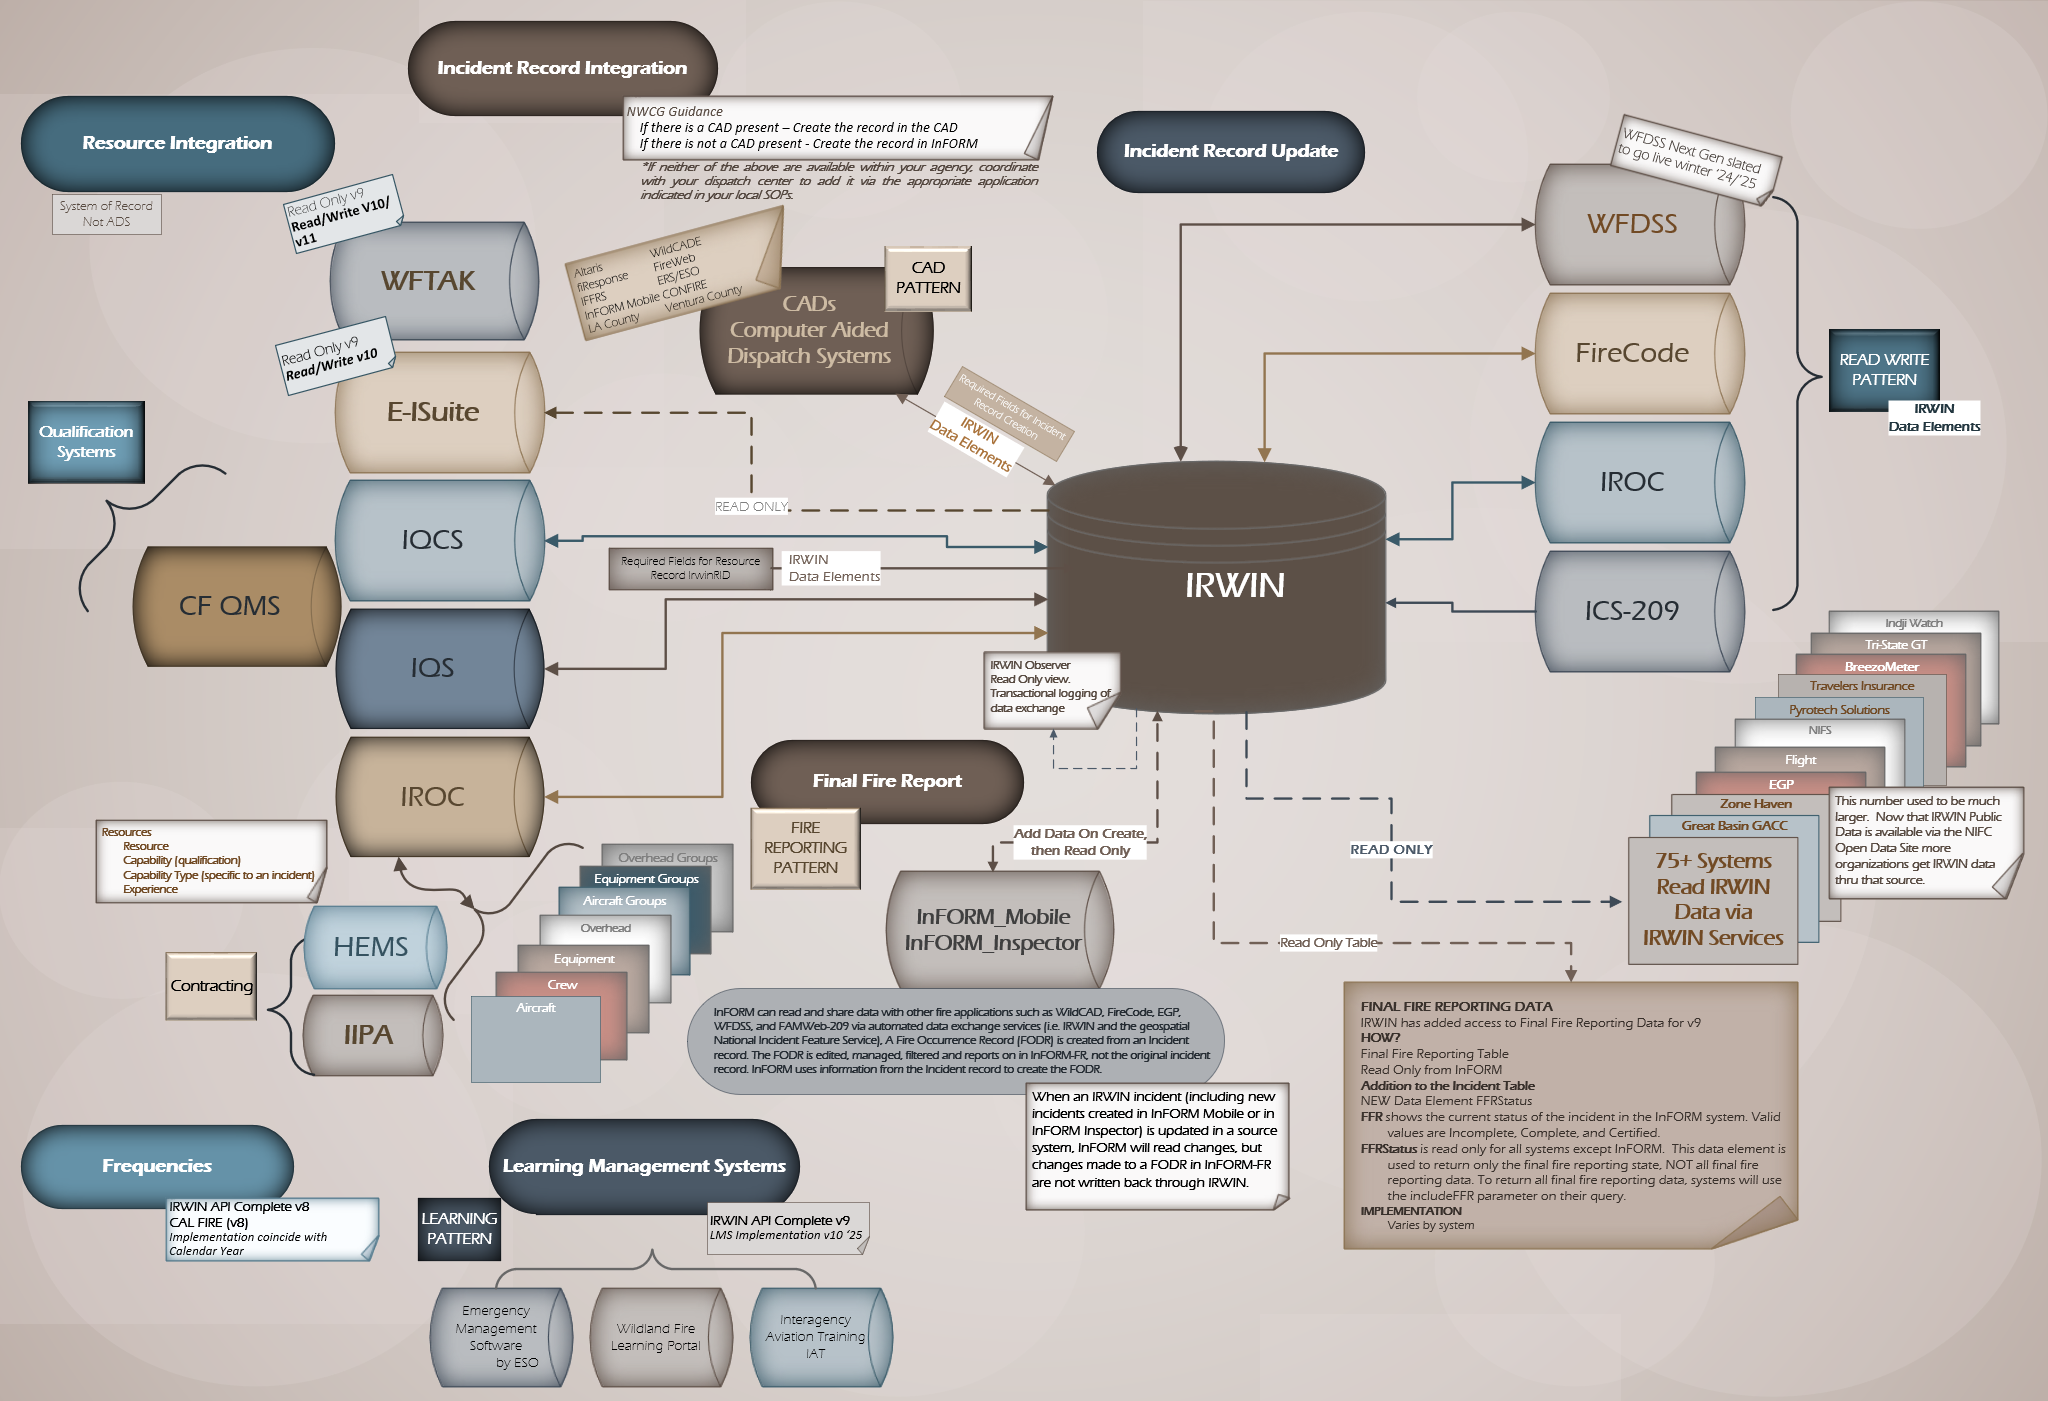 Incident Record Integration
NWCG Guidance
If there is a CAD present – Create the record in the CAD
If there is not a CAD present - Create the record in InFORM
*If neither of the above are available within your agency, coordinate
with your dispatch center to add it via the appropriate application
indicated in your local SOPs.
Resource Integration
System of Record
Not ADS
Incident Record Update
WFDSS Next Gen slated
to go live winter '24/'25
Read Only v9
Read/Write V10/
v11
WFTAK
Read Only v9
Read/Write v10
E-ISuite
Altaris
fiResponse
IFFRS
InFORM Mobile
LA County
WildCADE
FireWeb
ERS/ESO
CONFIRE
Ventura County
CAD
PATTERN
CADs
Computer Aided
Dispatch Systems
Required Fields for Incident
Record Creation
IRWIN
Data Elements
WFDSS
FireCode
IROC
ICS-209
READ WRITE
PATTERN
IRWIN
Data Elements
Qualification
Systems
IQCS
CF QMS
IQS
IROC
READ ONLY
Required Fields for Resource
Record IrwinRID
IRWIN
Data Elements
IRWIN
IRWIN Observer
Read Only view.
Transactional logging of
data exchange
Indji Watch
Tri-State GT
BreezoMeter
Travelers Insurance
Pyrotech Solutions
NIFS
Flight
EGP
Zone Haven
Great Basin GACC
75+ Systems
Read IRWIN
Data via
IRWIN Services
This number used to be much
larger. Now that IRWIN Public
Data is available via the NIFC
Open Data Site more
organizations get IRWIN data
thru that source.
Final Fire Report
FIRE
REPORTING
PATTERN
Add Data On Create,
then Read Only
READ ONLY
Read Only Table
InFORM_Mobile
InFORM_Inspector
InFORM can read and share data with other fire applications such as WildCAD, FireCode, EGP,
WFDSS, and FAMWeb-209 via automated data exchange services (i.e. IRWIN and the geospatial
National Incident Feature Service), A Fire Occurrence Record (FODR) is created from an Incident
record. The FODR is edited, managed, filtered and reports on in InFORM-FR, not the original incident
record. InFORM uses information from the Incident record to create the FODR.
When an IRWIN incident (including new
incidents created in InFORM Mobile or in
InFORM Inspector) is updated in a source
system, InFORM will read changes, but
changes made to a FODR in InFORM-FR
are not written back through IRWIN.
FINAL FIRE REPORTING DATA
IRWIN has added access to Final Fire Reporting Data for v9
HOW?
Final Fire Reporting Table
Read Only from InFORM
Addition to the Incident Table
NEW Data Element FFRStatus
FFR shows the current status of the incident in the InFORM system. Valid
values are Incomplete, Complete, and Certified.
FFRStatus is read only for all systems except InFORM. This data element is
used to return only the final fire reporting state, NOT all final fire
reporting data. To return all final fire reporting data, systems will use
the includeFFR parameter on their query.
IMPLEMENTATION
Varies by system
Resources
Resource
Capability (qualification)
Capability Type (specific to an incident)
Experience
Contracting
HEMS
IIPA
Overhead Groups
Equipment Groups
Aircraft Groups
Overhead
Equipment
Crew
Aircraft
Frequencies
IRWIN API Complete v8
CAL FIRE (v8)
Implementation coincide with
Calendar Year
Learning Management Systems
LEARNING
PATTERN
IRWIN API Complete v9
LMS Implementation v10 '25
Emergency
Management
Software
by ESO
Wildland Fire
Learning Portal
Interagency
Aviation Training
IAT